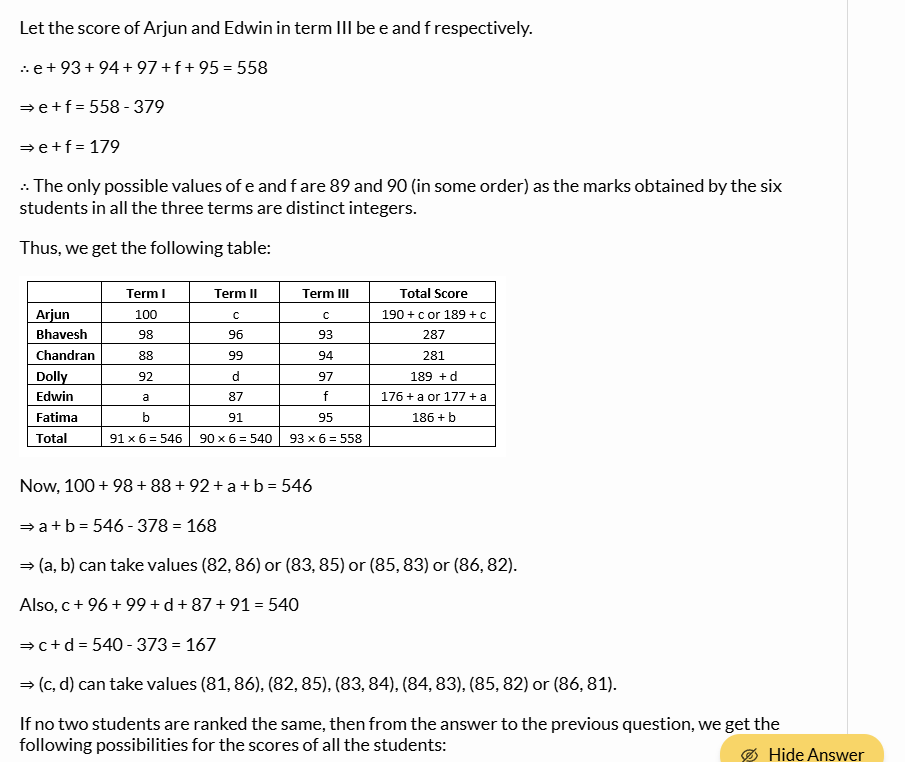 Let the score of Arjun and Edwin in term III be e and f respectively.
∴ e + 93 + 94 + 97 + f + 95 = 558
⇒ e + f = 558 - 379
⇒ e + f = 179
∴ The only possible values of e and f are 89 and 90 (in some order) as the marks obtained by the six
students in all the three terms are distinct integers.
Thus, we get the following table:
Term I Term II Term III Total Score
Arjun 100 c c 190 + c or 189 + c
Bhavesh 98 96 93 287
Chandran 88 99 94 281
Dolly 92 d 97 189 + d
Edwin a 87 f 176 + a or 177 + a
Fatima b 91 95 186 + b
Total 91 × 6 = 546 90 × 6 = 540 93 × 6 = 558
Now, 100 + 98 + 88 + 92 + a + b = 546
⇒ a + b = 546 - 378 = 168
⇒ (a, b) can take values (82, 86) or (83, 85) or (85, 83) or (86, 82).
Also, c + 96 + 99 + d + 87 + 91 = 540
⇒ c + d = 540 - 373 = 167
⇒ (c, d) can take values (81, 86), (82, 85), (83, 84), (84, 83), (85, 82) or (86, 81).
If no two students are ranked the same, then from the answer to the previous question, we get the
following possibilities for the scores of all the students:
Hide Answer